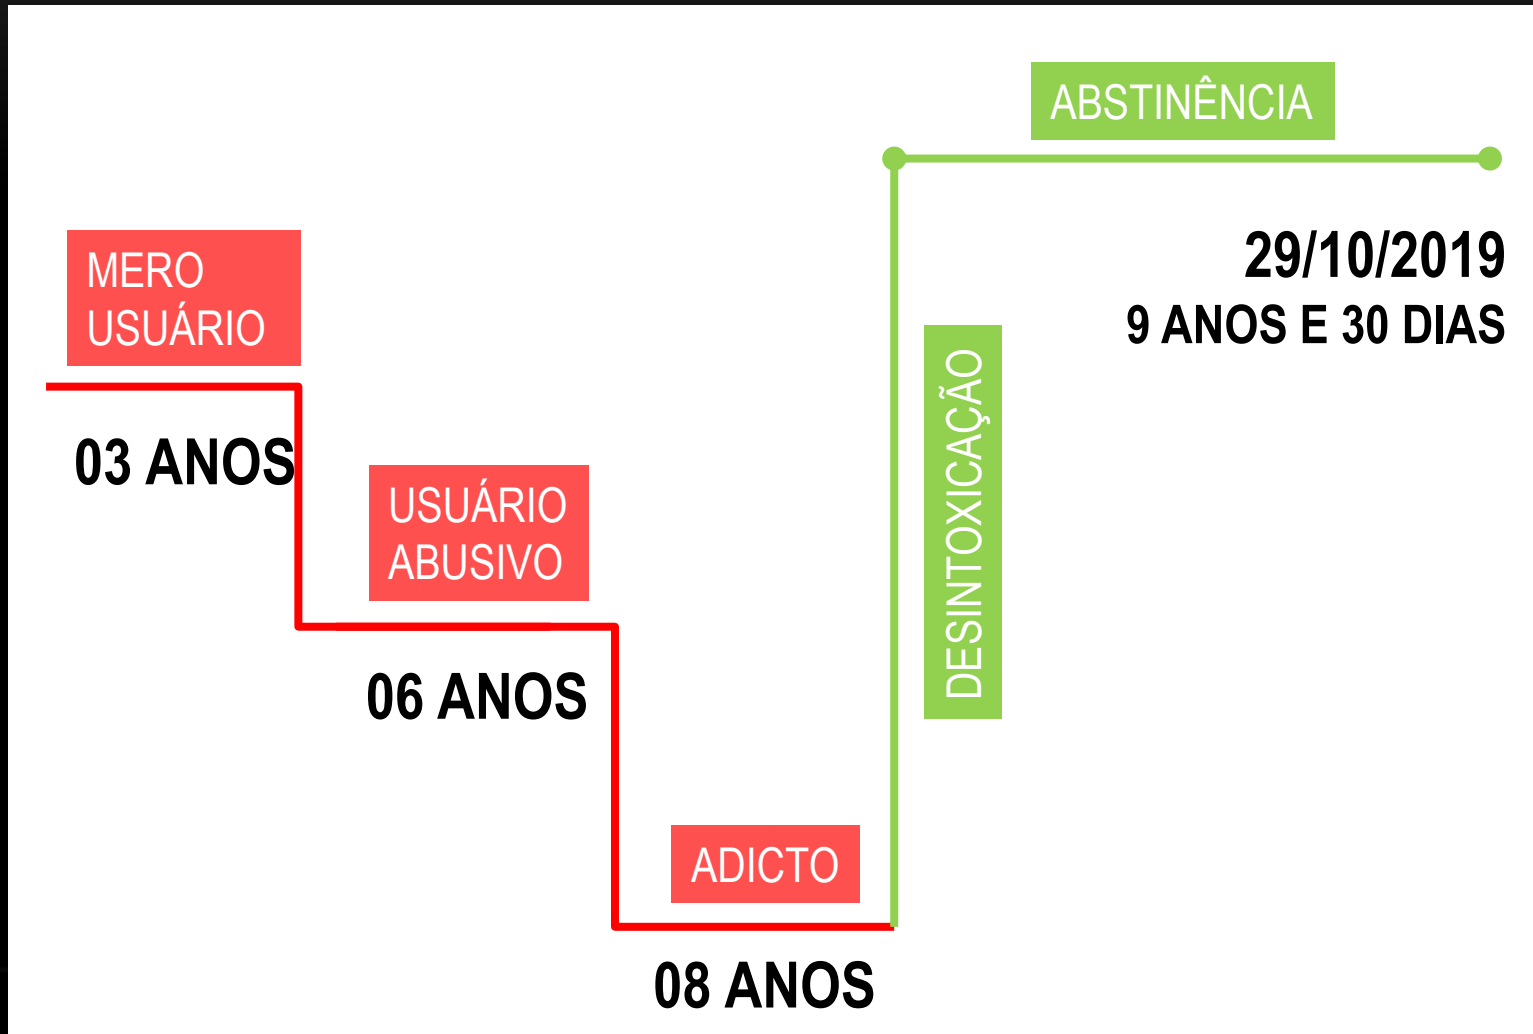 ABSTINÊNCIA
29/10/2019
9 ANOS E 30 DIAS
MERO
USUÁRIO
03 ANOS
USUÁRIO
ABUSIVO
06 ANOS
DESINTOXICAÇÃO
ADICTO
08 ANOS